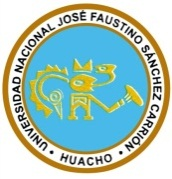 UNIVERSIDAD NACIONAL JOSÉ FAUSTINO SÁNCHEZ CARRIÓN
• HUACHO •